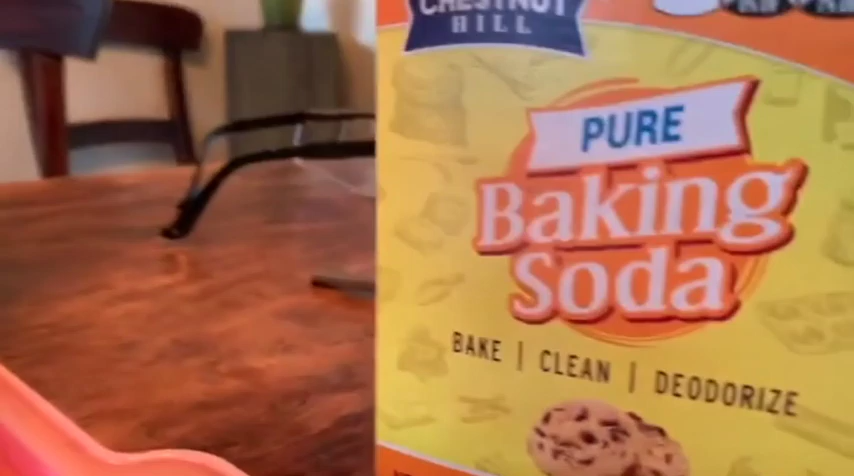 CHESTNUT
HILL
PURE
Baking
Soda
BAKE | CLEAN | DEODORIZE